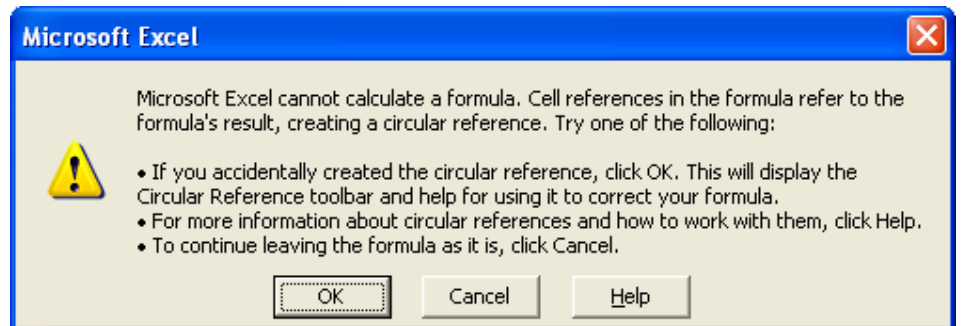 Microsoft Excel
Microsoft Excel cannot calculate a formula. Cell references in the formula refer to the
formula's result, creating a circular reference. Try one of the following:
• If you accidentally created the circular reference, click OK. This will display the
Circular Reference toolbar and help for using it to correct your formula.
• For more information about circular references and how to work with them, click Help.
• To continue leaving the formula as it is, click Cancel.
OK Cancel Help